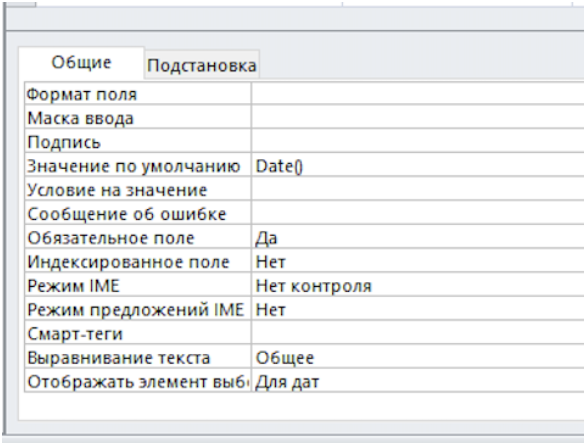 Общие Подстановка
Формат поля
Маска ввода
Подпись
Значение по умолчанию Date()
Условие на значение
Сообщение об ошибке
Обязательное поле Да
Индексированное поле Нет
Режим IME Нет контроля
Режим предложений IME Нет
Смарт-теги
Выравнивание текста Общее
Отображать элемент выб Для дат